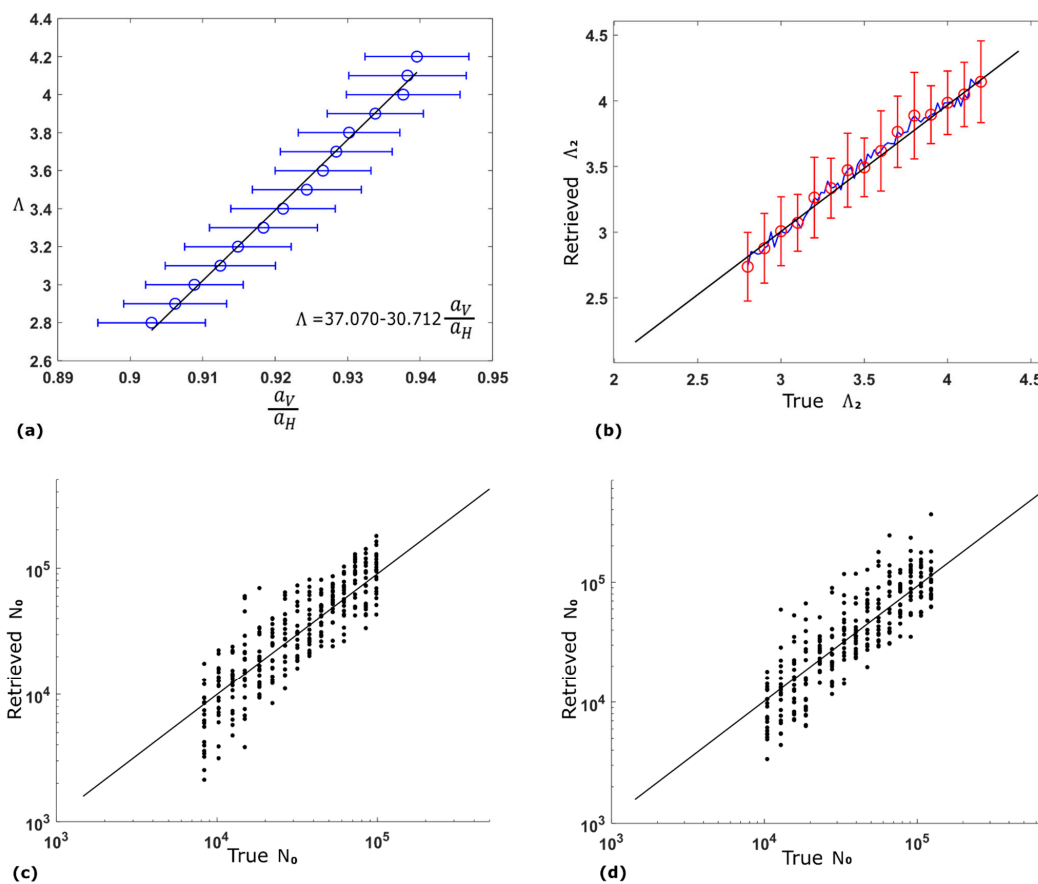 4.4
4.2
4
3.8
3.6
3.4
3.2
3
2.8
2.6
Λ
0.89 0.9 0.91 0.92 0.93 0.94 0.95
a_V
a_H
Λ =37.070-30.712 a_V
a_H
(a)
4.5
4
3.5
3
2.5
Retrieved Λ₂
2 2.5 3 3.5 4 4.5
True Λ₂
(b)
10⁵
10⁴
10³
Retrieved N₀
10³ 10⁴ 10⁵
True N₀
(c)
10⁵
10⁴
10³
Retrieved N₀
10³ 10⁴ 10⁵
True N₀
(d)